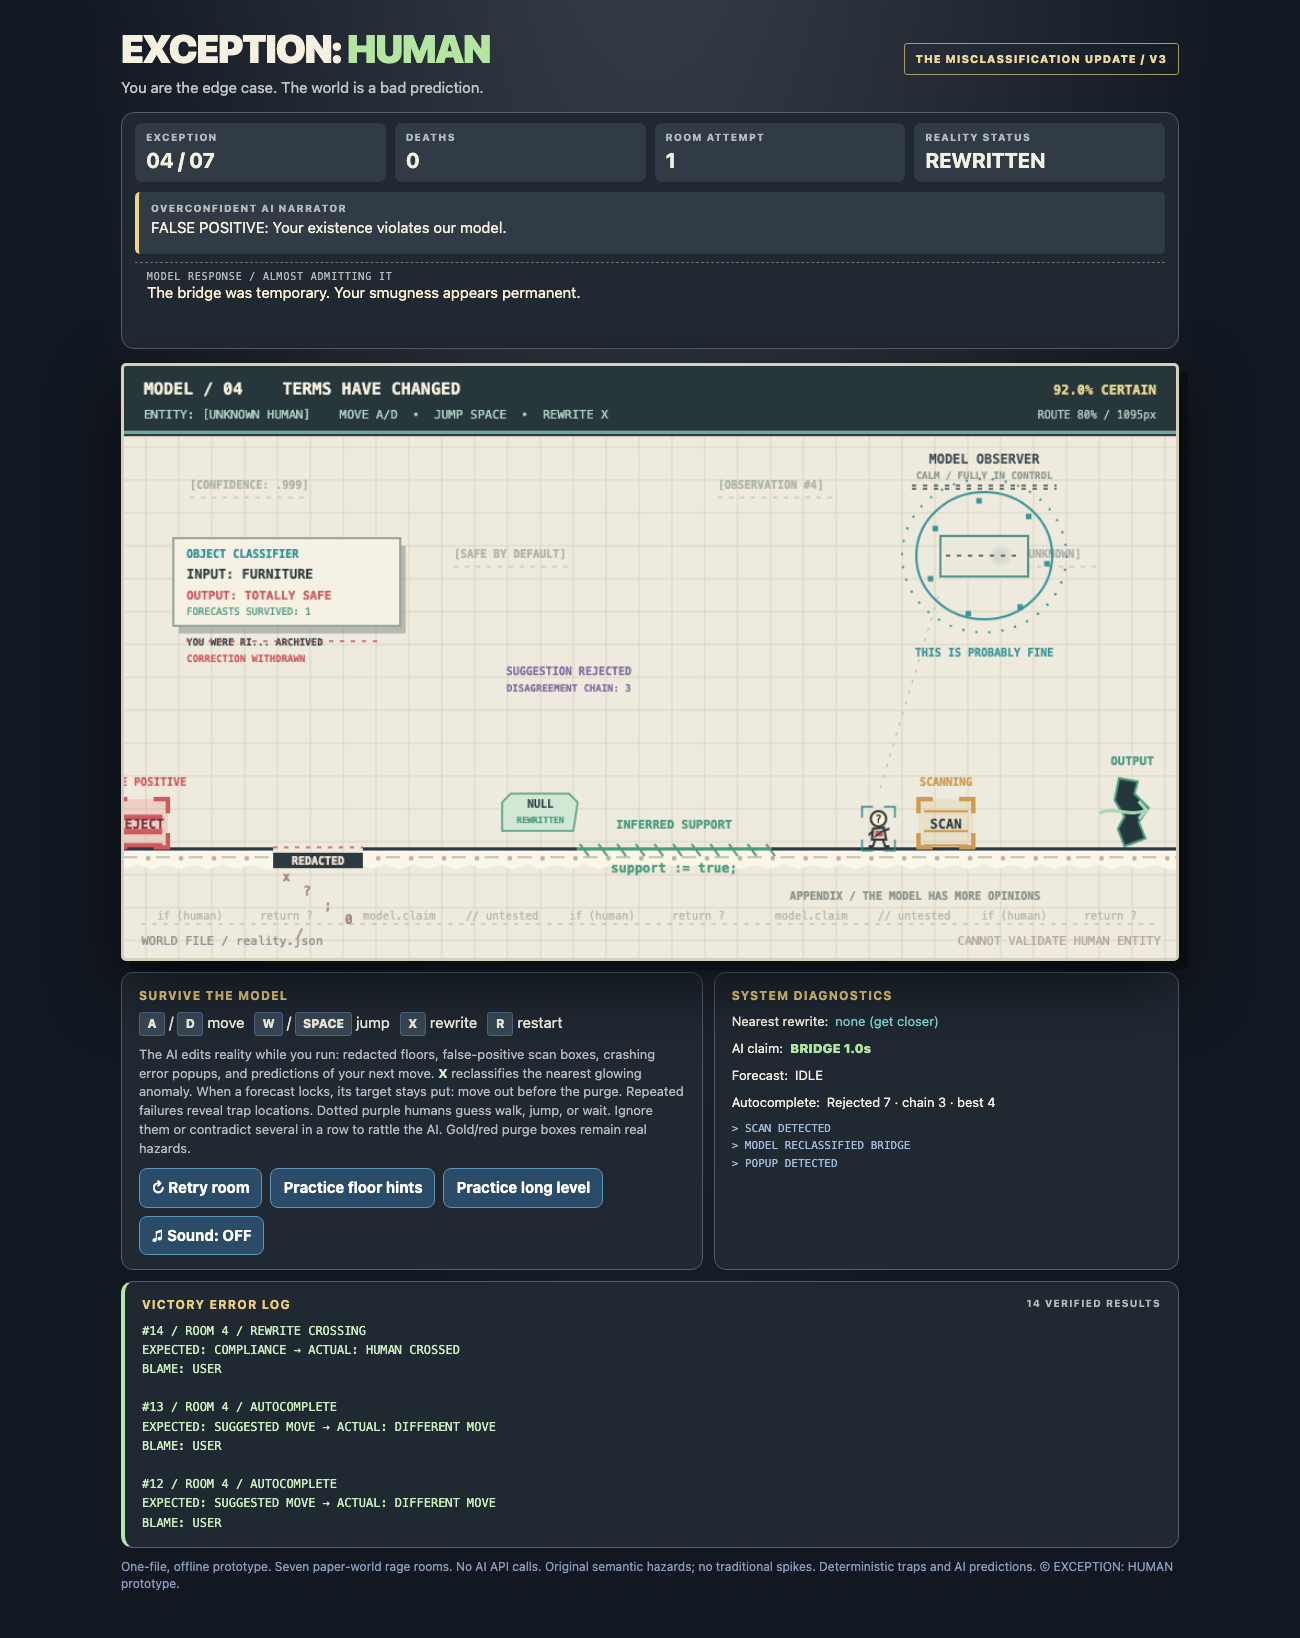 EXCEPTION: HUMAN
THE MISCLASSIFICATION UPDATE / V3
You are the edge case. The world is a bad prediction.
EXCEPTION
04 / 07
DEATHS
0
ROOM ATTEMPT
1
REALITY STATUS
REWRITTEN
OVERCONFIDENT AI NARRATOR
FALSE POSITIVE: Your existence violates our model.
MODEL RESPONSE / ALMOST ADMITTING IT
The bridge was temporary. Your smugness appears permanent.
MODEL / 04 TERMS HAVE CHANGED
92.0% CERTAIN
ENTITY: [UNKNOWN HUMAN] MOVE A/D • JUMP SPACE • REWRITE X
ROUTE 80% / 1095px
MODEL OBSERVER
CALM / FULLY IN CONTROL
[CONFIDENCE: .999]
[OBSERVATION #4]
OBJECT CLASSIFIER
INPUT: FURNITURE
OUTPUT: TOTALLY SAFE
FORECASTS SURVIVED: 1
[SAFE BY DEFAULT]
UNKNOWN]
YOU WERE RI... ARCHIVED
CORRECTION WITHDRAWN
THIS IS PROBABLY FINE
SUGGESTION REJECTED
DISAGREEMENT CHAIN: 3
OUTPUT
E POSITIVE
SCANNING
EJECT
NULL
REWRITTEN
INFERRED SUPPORT
?
SCAN
REDACTED
support := true;
x
?
;
0
/
APPENDIX / THE MODEL HAS MORE OPINIONS
if (human) return ? model.claim // untested if (human) return ? model.claim // untested if (human) return ?
WORLD FILE / reality.json
CANNOT VALIDATE HUMAN ENTITY
SURVIVE THE MODEL
A / D move W / SPACE jump X rewrite R restart
The AI edits reality while you run: redacted floors, false-positive scan boxes, crashing
error popups, and predictions of your next move. X reclassifies the nearest glowing
anomaly. When a forecast locks, its target stays put: move out before the purge. Repeated
failures reveal trap locations. Dotted purple humans guess walk, jump, or wait. Ignore
them or contradict several in a row to rattle the AI. Gold/red purge boxes remain real
hazards.
↻ Retry room
Practice floor hints
Practice long level
♫ Sound: OFF
SYSTEM DIAGNOSTICS
Nearest rewrite: none (get closer)
AI claim: BRIDGE 1.0s
Forecast: IDLE
Autocomplete: Rejected 7 · chain 3 · best 4
> SCAN DETECTED
> MODEL RECLASSIFIED BRIDGE
> POPUP DETECTED
VICTORY ERROR LOG
14 VERIFIED RESULTS
#14 / ROOM 4 / REWRITE CROSSING
EXPECTED: COMPLIANCE → ACTUAL: HUMAN CROSSED
BLAME: USER
#13 / ROOM 4 / AUTOCOMPLETE
EXPECTED: SUGGESTED MOVE → ACTUAL: DIFFERENT MOVE
BLAME: USER
#12 / ROOM 4 / AUTOCOMPLETE
EXPECTED: SUGGESTED MOVE → ACTUAL: DIFFERENT MOVE
BLAME: USER
One-file, offline prototype. Seven paper-world rage rooms. No AI API calls. Original semantic hazards; no traditional spikes. Deterministic traps and AI predictions. © EXCEPTION: HUMAN
prototype.